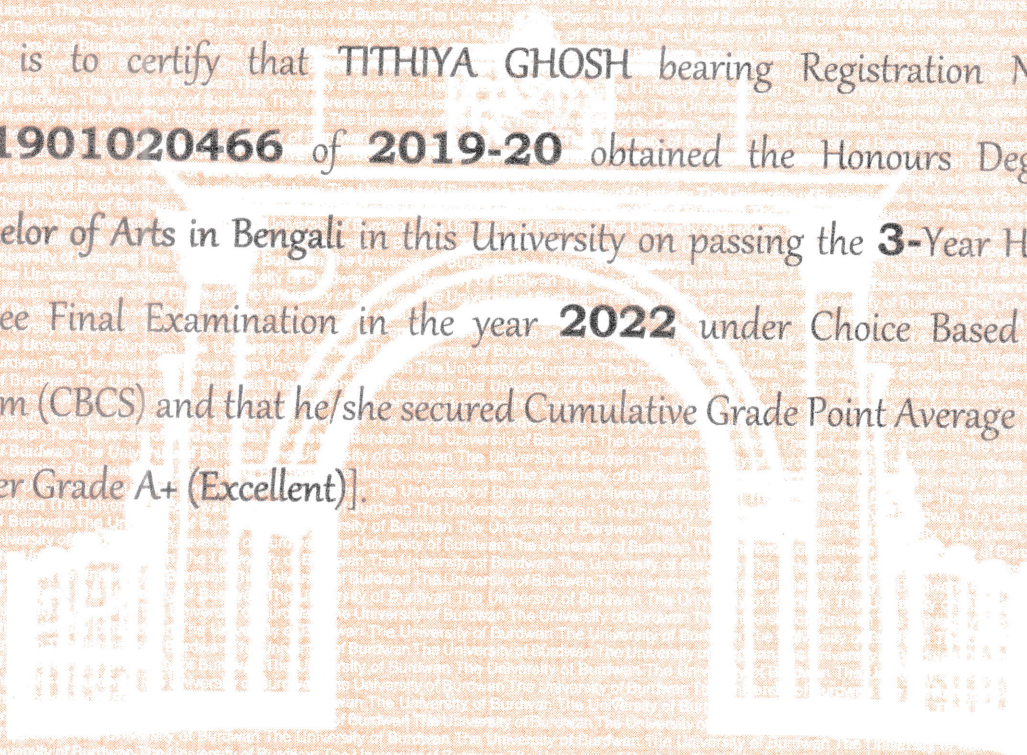 is to certify that TITHIYA GHOSH bearing Registration N
1901020466 of 2019-20 obtained the Honours Deg
elor of Arts in Bengali in this University on passing the 3-Year H
ee Final Examination in the year 2022 under Choice Based
m (CBCS) and that he/she secured Cumulative Grade Point Average
er Grade A+ (Excellent)].